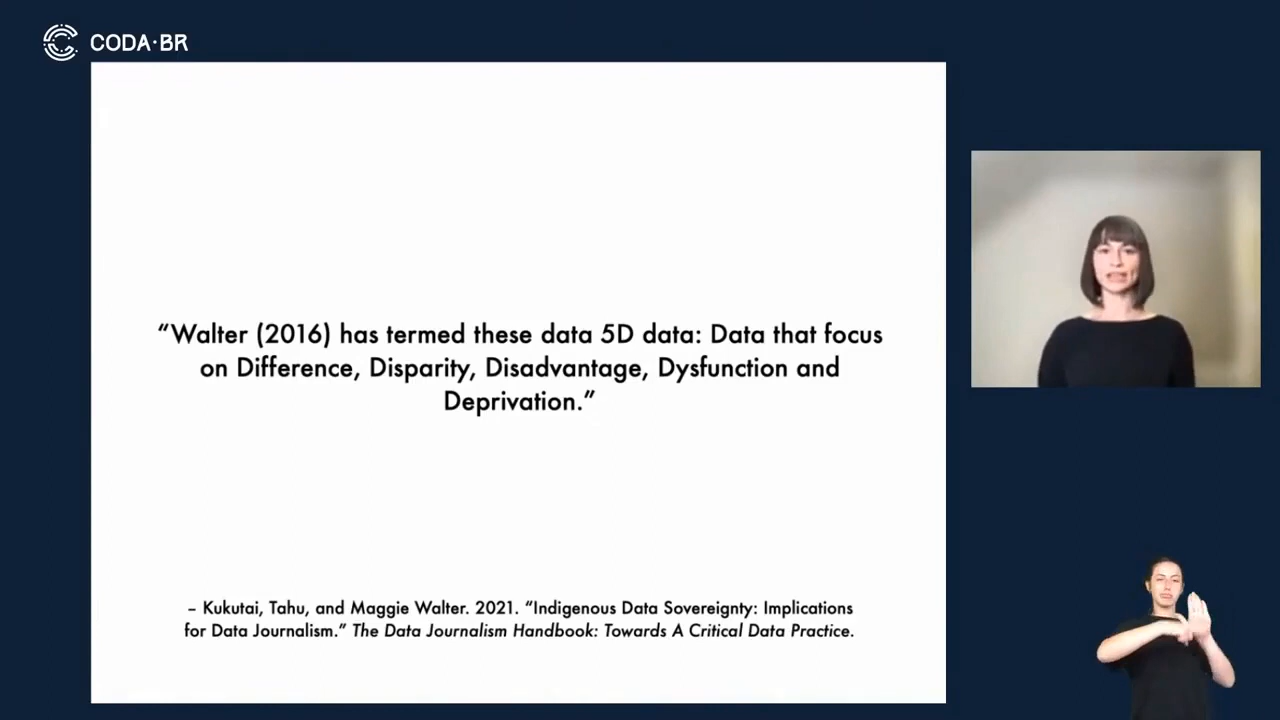 CODA·BR
“Walter (2016) has termed these data 5D data: Data that focus
on Difference, Disparity, Disadvantage, Dysfunction and
Deprivation.”
– Kukutai, Tahu, and Maggie Walter. 2021. “Indigenous Data Sovereignty: Implications
for Data Journalism.” The Data Journalism Handbook: Towards A Critical Data Practice.